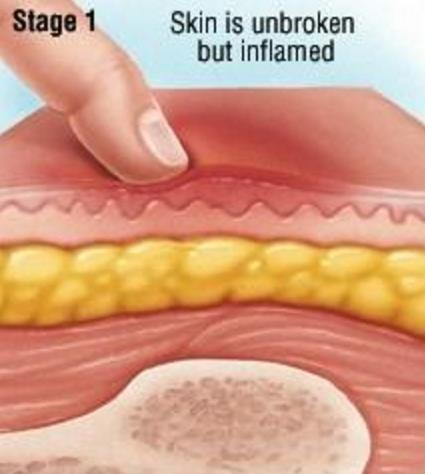 Stage 1
Skin is unbroken
but inflamed